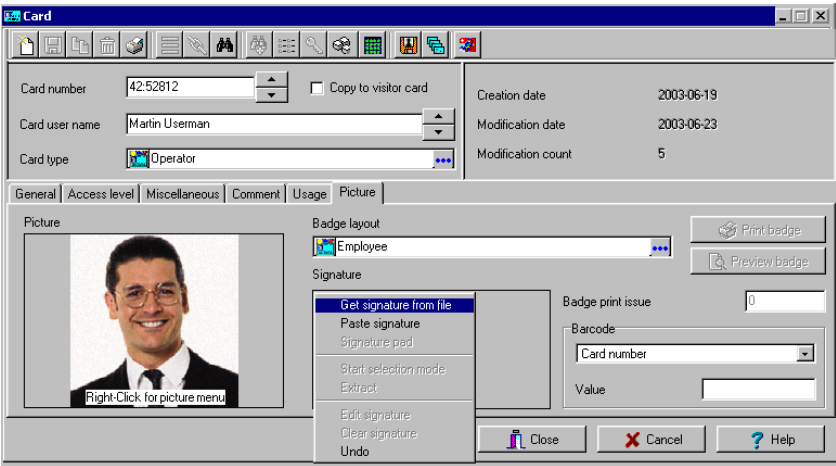 Card
Card number 42:52812 Copy to visitor card
Card user name Martin Userman
Card type Operator
Creation date 2003-06-19
Modification date 2003-06-23
Modification count 5
General Access level Miscellaneous Comment Usage Picture
Picture
Right-Click for picture menu
Badge layout
Employee
Signature
Get signature from file
Paste signature
Signature pad
Start selection mode
Extract
Edit signature
Clear signature
Undo
Print badge
Preview badge
Badge print issue 0
Barcode
Card number
Value
Close Cancel Help